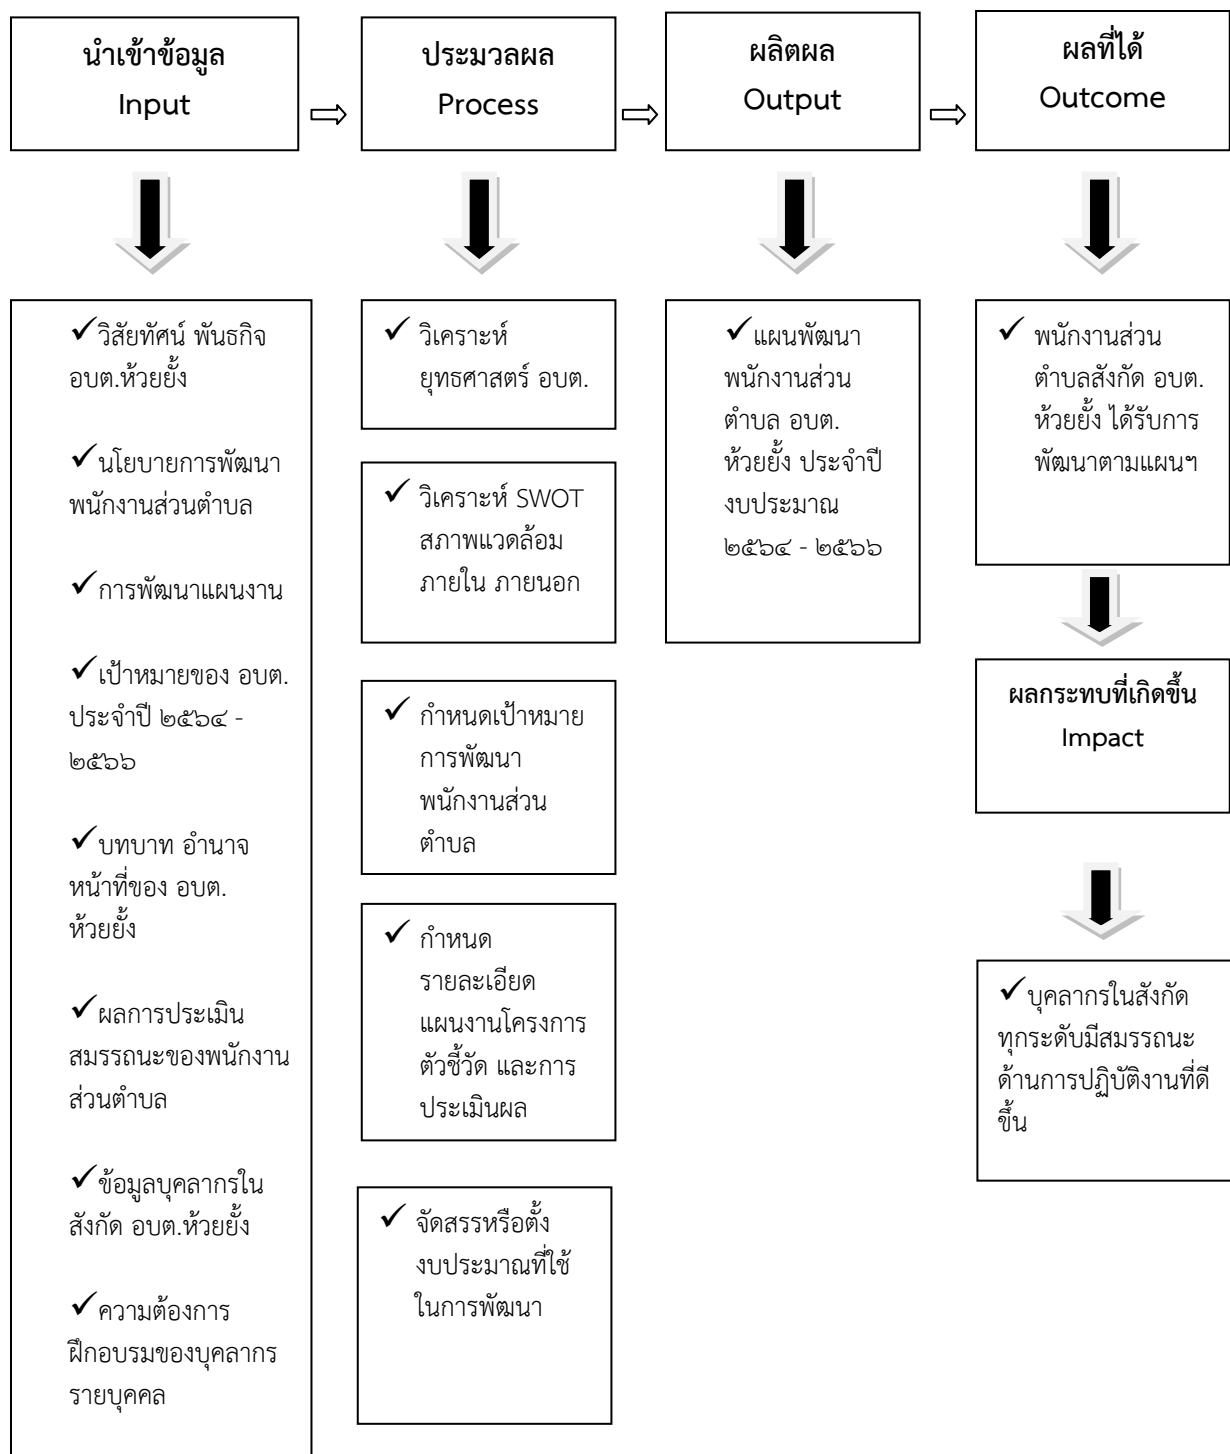 นำเข้าข้อมูล
Input
ประมวลผล
Process
ผลิตผล
Output
ผลที่ได้
Outcome
✓วิสัยทัศน์ พันธกิจ
อบต.ห้วยยั้ง
✓นโยบายการพัฒนา
พนักงานส่วนตำบล
✓การพัฒนาแผนงาน
✓เป้าหมายของ อบต.
ประจำปี ๒๕๖๔ -
๒๕๖๖
✓บทบาท อำนาจ
หน้าที่ของ อบต.
ห้วยยั้ง
✓ผลการประเมิน
สมรรถนะของพนักงาน
ส่วนตำบล
✓ข้อมูลบุคลากรใน
สังกัด อบต.ห้วยยั้ง
✓ความต้องการ
ฝึกอบรมของบุคลากร
รายบุคคล
✓ วิเคราะห์
ยุทธศาสตร์ อบต.
✓ วิเคราะห์ SWOT
สภาพแวดล้อม
ภายใน ภายนอก
✓ กำหนดเป้าหมาย
การพัฒนา
พนักงานส่วน
ตำบล
✓ กำหนด
รายละเอียด
แผนงานโครงการ
ตัวชี้วัด และการ
ประเมินผล
✓ จัดสรรหรือตั้ง
งบประมาณที่ใช้
ในการพัฒนา
✓แผนพัฒนา
พนักงานส่วน
ตำบล อบต.
ห้วยยั้ง ประจำปี
งบประมาณ
๒๕๖๔ - ๒๕๖๖
✓ พนักงานส่วน
ตำบลสังกัด อบต.
ห้วยยั้ง ได้รับการ
พัฒนาตามแผนฯ
ผลกระทบที่เกิดขึ้น
Impact
✓บุคลากรในสังกัด
ทุกระดับมีสมรรถนะ
ด้านการปฏิบัติงานที่ดี
ขึ้น